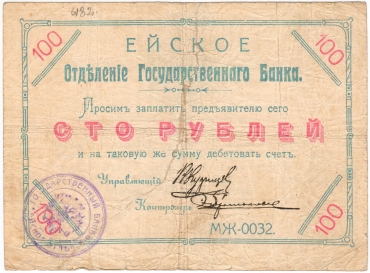 6182
100 100
ЕЙСКОЕ
Отдѣленіе Государственнаго Банка.
Просимъ заплатить предъявителю сего
СТО РУБЛЕЙ
и на таковую же сумму дебетовать счетъ.
Управляющій
Контролеръ
100 100
МЖ-0032.